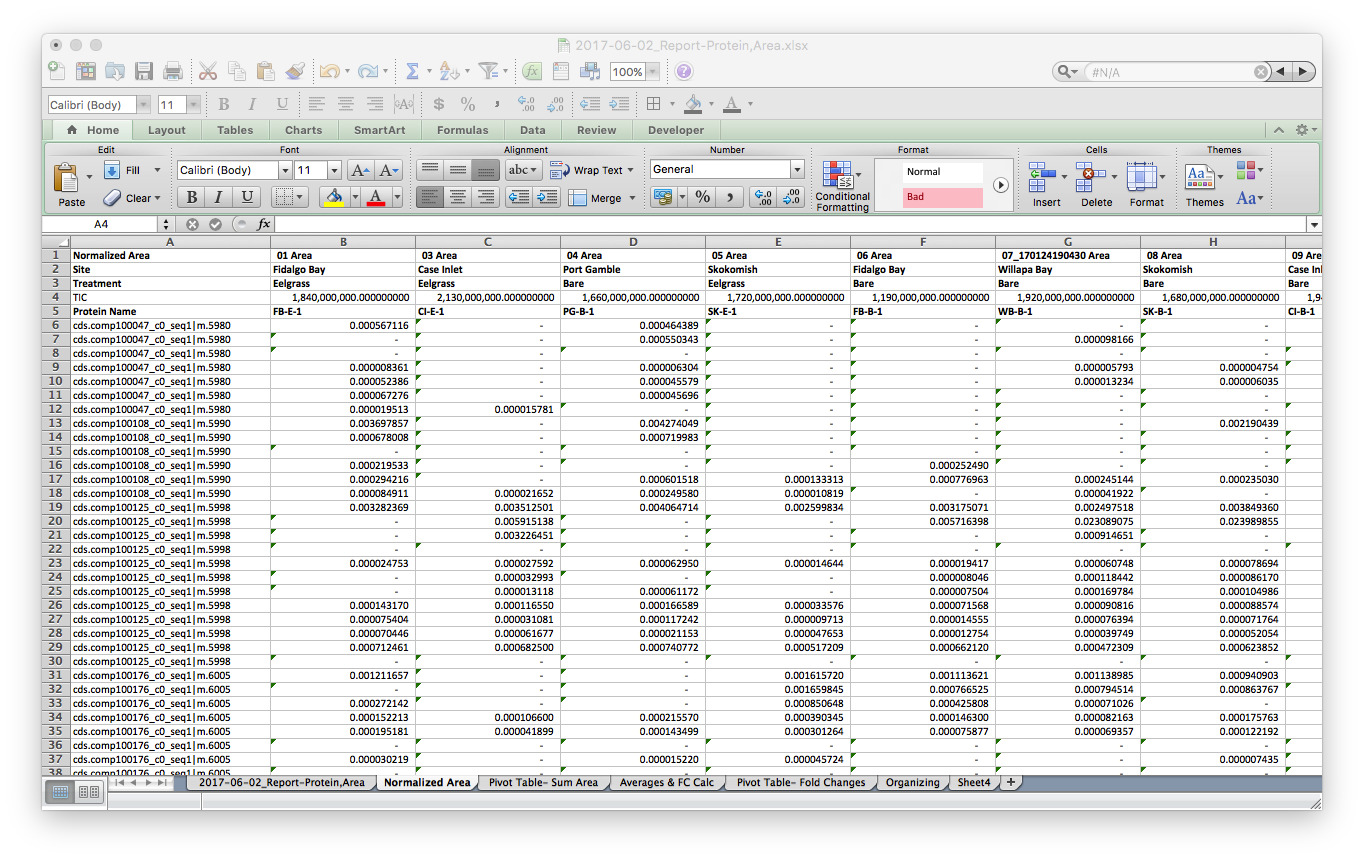 2017-06-02_Report-Protein,Area.xlsx
100% #N/A
Calibri (Body) 11 B I U $ % , A
Home Layout Tables Charts SmartArt Formulas Data Review Developer
Edit Font Alignment Number Format Cells Themes
Fill Calibri (Body) 11 A A abc Wrap Text General Normal Aa
Paste Clear B I U A Merge % , Conditional Formatting Bad Insert Delete Format Themes Aa
A4 fx
A B C D E F G H
1 Normalized Area 01 Area 03 Area 04 Area 05 Area 06 Area 07_170124190430 Area 08 Area 09 Are
2 Site Fidalgo Bay Case Inlet Port Gamble Skokomish Fidalgo Bay Willapa Bay Skokomish Case Inl
3 Treatment Eelgrass Eelgrass Bare Eelgrass Bare Bare Bare Bare
4 TIC 1,840,000,000.000000000 2,130,000,000.000000000 1,660,000,000.000000000 1,720,000,000.000000000 1,190,000,000.000000000 1,920,000,000.000000000 1,680,000,000.000000000 1,9
5 Protein Name FB-E-1 CI-E-1 PG-B-1 SK-E-1 FB-B-1 WB-B-1 SK-B-1 CI-B-1
6 cds.comp100047_c0_seq1|m.5980 0.000567116 - 0.000464389 - - - -
7 cds.comp100047_c0_seq1|m.5980 - - 0.000550343 - - 0.000098166 -
8 cds.comp100047_c0_seq1|m.5980 - - - - - - -
9 cds.comp100047_c0_seq1|m.5980 0.000008361 - 0.000006304 - - 0.000005793 0.000004754
10 cds.comp100047_c0_seq1|m.5980 0.000052386 - 0.000045579 - - 0.000013234 0.000006035
11 cds.comp100047_c0_seq1|m.5980 0.000067276 - 0.000045696 - - - -
12 cds.comp100047_c0_seq1|m.5980 0.000019513 0.000015781 - - - - -
13 cds.comp100108_c0_seq1|m.5990 0.003697857 - 0.004274049 - - - 0.002190439
14 cds.comp100108_c0_seq1|m.5990 0.000678008 - 0.000719983 - - - -
15 cds.comp100108_c0_seq1|m.5990 - - - - - - -
16 cds.comp100108_c0_seq1|m.5990 0.000219533 - - - 0.000252490 - -
17 cds.comp100108_c0_seq1|m.5990 0.000294216 - 0.000601518 0.000133313 0.000776963 0.000245144 0.000235030
18 cds.comp100108_c0_seq1|m.5990 0.000084911 0.000021652 0.000249580 0.000010819 - 0.000041922 -
19 cds.comp100125_c0_seq1|m.5998 0.003282369 0.003512501 0.004064714 0.002599834 0.003175071 0.002497518 0.003849360
20 cds.comp100125_c0_seq1|m.5998 - 0.005915138 - - 0.005716398 0.023089075 0.023989855
21 cds.comp100125_c0_seq1|m.5998 - 0.003226451 - - - 0.000914651 -
22 cds.comp100125_c0_seq1|m.5998 - - - - - - -
23 cds.comp100125_c0_seq1|m.5998 0.000024753 0.000027592 0.000062950 0.000014644 0.000019417 0.000060748 0.000078694
24 cds.comp100125_c0_seq1|m.5998 - 0.000032993 - - 0.000008046 0.000118442 0.000086170
25 cds.comp100125_c0_seq1|m.5998 - 0.000013118 0.000061172 - 0.000007504 0.000169784 0.000104986
26 cds.comp100125_c0_seq1|m.5998 0.000143170 0.000116550 0.000166589 0.000033576 0.000071568 0.000090816 0.000088574
27 cds.comp100125_c0_seq1|m.5998 0.000075404 0.000031081 0.000117242 0.000009713 0.000014555 0.000076394 0.000071764
28 cds.comp100125_c0_seq1|m.5998 0.000070446 0.000061677 0.000021153 0.000047653 0.000012754 0.000039749 0.000052054
29 cds.comp100125_c0_seq1|m.5998 0.000712461 0.000682500 0.000740772 0.000517209 0.000662120 0.000472309 0.000623852
30 cds.comp100125_c0_seq1|m.5998 - - - - - - -
31 cds.comp100176_c0_seq1|m.6005 0.001211657 - - 0.001615720 0.001113621 0.001138985 0.000940903
32 cds.comp100176_c0_seq1|m.6005 - - - 0.001659845 0.000766525 0.000794514 0.000863767
33 cds.comp100176_c0_seq1|m.6005 0.000272142 - - 0.000850648 0.000425808 0.000071026 -
34 cds.comp100176_c0_seq1|m.6005 0.000152213 0.000106600 0.000215570 0.000390345 0.000146300 0.000082163 0.000175763
35 cds.comp100176_c0_seq1|m.6005 0.000195181 0.000041899 0.000143499 0.000301264 0.000075877 0.000069357 0.000122192
36 cds.comp100176_c0_seq1|m.6005 - - - - - - -
37 cds.comp100176_c0_seq1|m.6005 0.000030219 - 0.000015220 0.000045724 - - 0.000007435
38 cds.comp100176_c0_seq1|m.6005
2017-06-02_Report-Protein,Area Normalized Area Pivot Table- Sum Area Averages & FC Calc Pivot Table- Fold Changes Organizing Sheet4 +